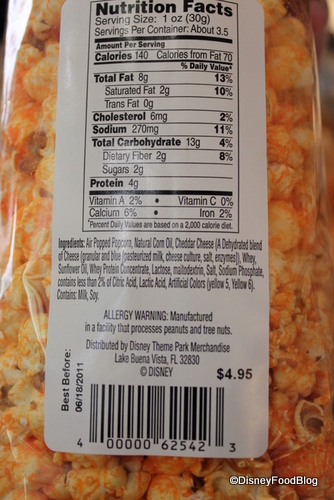 Nutrition Facts
Serving Size: 1 oz (30g)
Servings Per Container: About 3.5
Amount Per Serving
Calories 140 Calories from Fat 70
% Daily Value*
Total Fat 8g 13%
Saturated Fat 2g 10%
Trans Fat 0g
Cholesterol 6mg 2%
Sodium 270mg 11%
Total Carbohydrate 13g 4%
Dietary Fiber 2g 8%
Sugars 2g
Protein 4g
Vitamin A 2% • Vitamin C 0%
Calcium 6% • Iron 2%
*Percent Daily Values are based on a 2,000 calorie diet.
Ingredients: Air Popped Popcorn, Natural Corn Oil, Cheddar Cheese (A Dehydrated blend
of Cheese (granular and blue (pasteurized milk, cheese culture, salt, enzymes)), Whey,
Sunflower Oil, Whey Protein Concentrate, Lactose, maltodextrin, Salt, Sodium Phosphate,
contains less than 2% of Citric Acid, Lactic Acid, Artificial Colors (yellow 5, Yellow 6).
Contains: Milk, Soy.
ALLERGY WARNING: Manufactured
in a facility that processes peanuts and tree nuts.
Distributed by Disney Theme Park Merchandise
Lake Buena Vista, FL 32830
© DISNEY
$4.95
Best Before:
06/18/2011
4 00000 62542 3
©DisneyFoodBlog